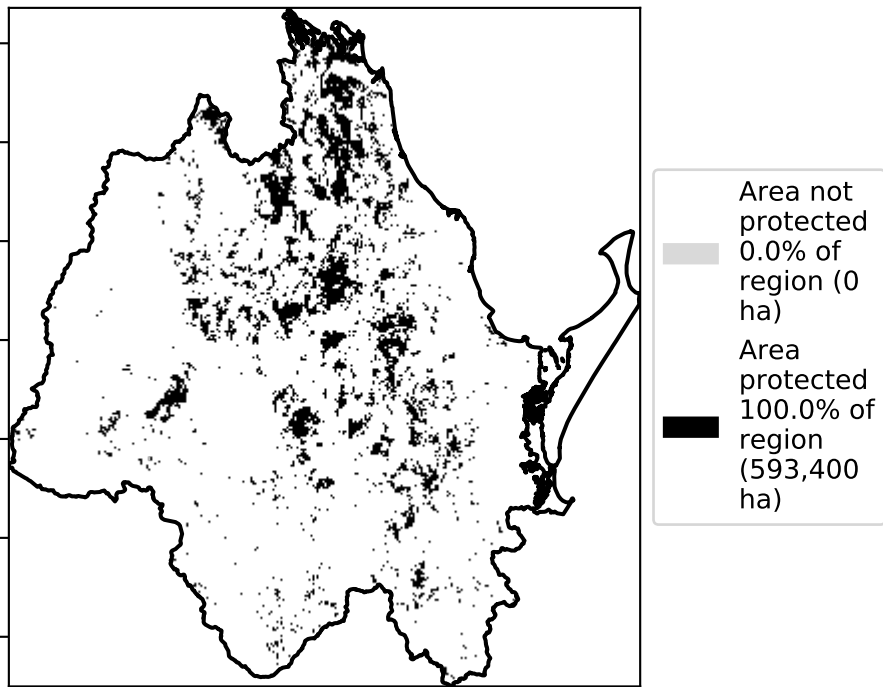 Area not
protected
0.0% of
region (0
ha)
Area
protected
100.0% of
region
(593,400
ha)